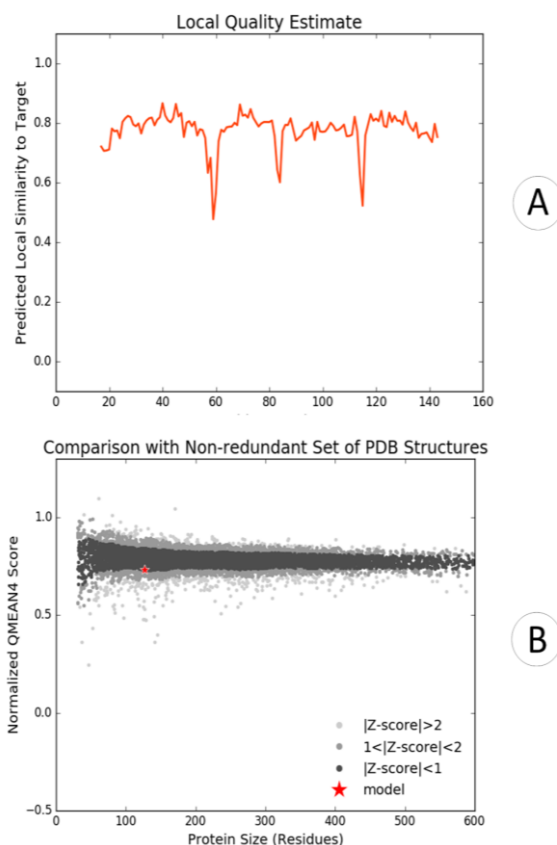 Local Quality Estimate
Predicted Local Similarity to Target
1.0
0.8
0.6
0.4
0.2
0.0
0 20 40 60 80 100 120 140 160
A
Comparison with Non-redundant Set of PDB Structures
Normalized QMEAN4 Score
1.0
0.5
0.0
−0.5
|Z-score|>2
1<|Z-score|<2
|Z-score|<1
model
0 100 200 300 400 500 600
Protein Size (Residues)
B